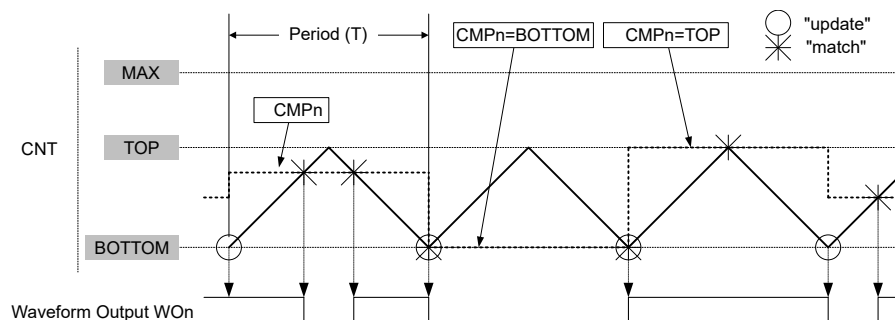 Period (T)
CMPn=BOTTOM
CMPn=TOP
"update"
"match"
MAX
CMPn
CNT
TOP
BOTTOM
Waveform Output WOn